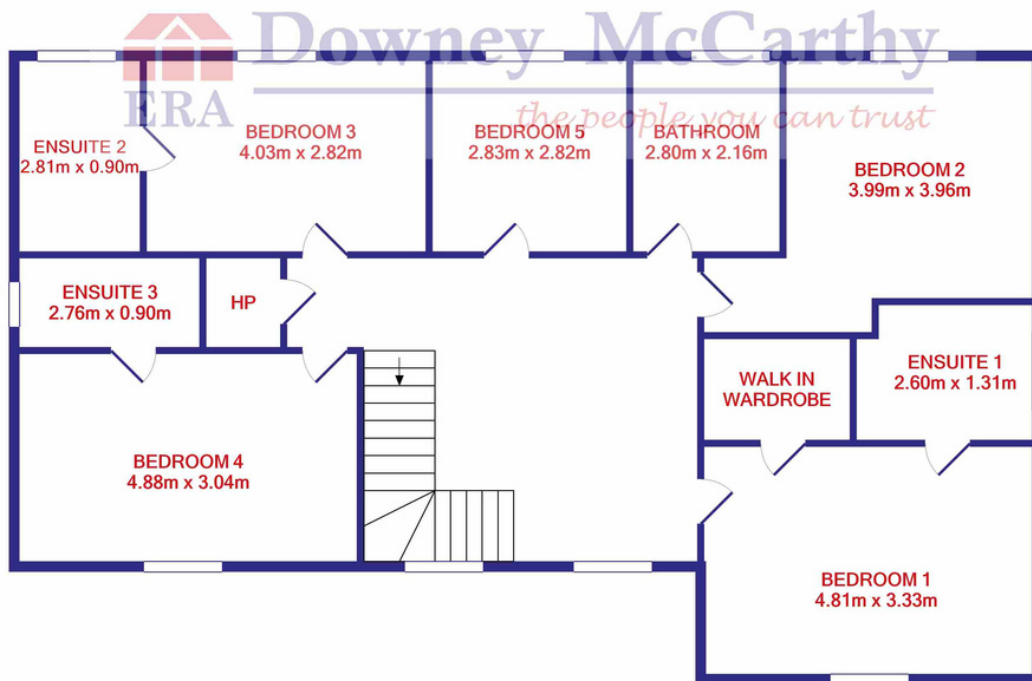 Downey McCarthy
ERA
the people you can trust
ENSUITE 2
2.81m x 0.90m
BEDROOM 3
4.03m x 2.82m
BEDROOM 5
2.83m x 2.82m
BATHROOM
2.80m x 2.16m
BEDROOM 2
3.99m x 3.96m
ENSUITE 3
2.76m x 0.90m
HP
WALK IN
WARDROBE
ENSUITE 1
2.60m x 1.31m
BEDROOM 4
4.88m x 3.04m
BEDROOM 1
4.81m x 3.33m